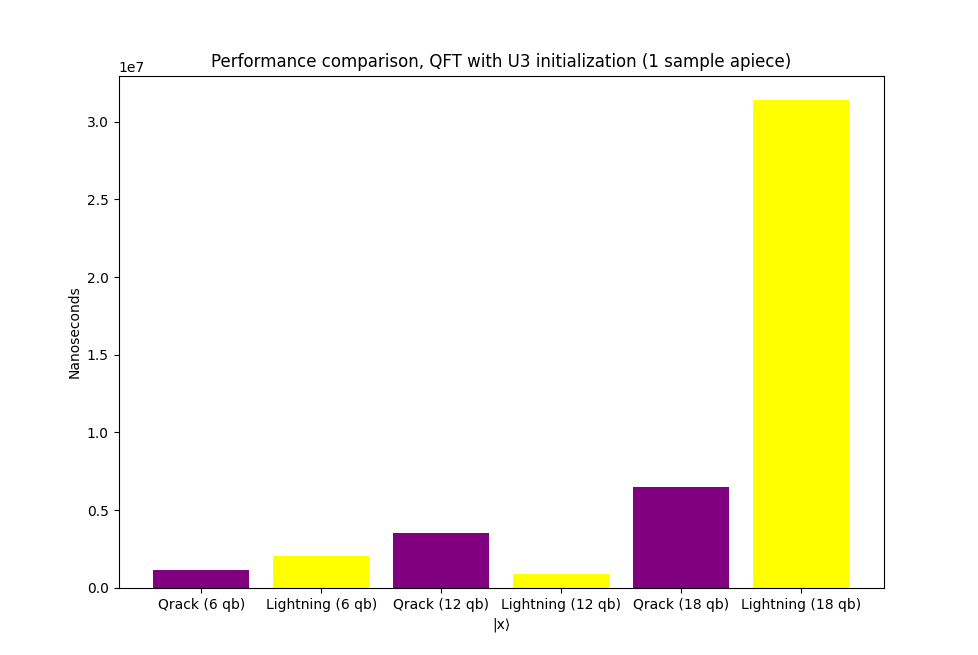 Performance comparison, QFT with U3 initialization (1 sample apiece)
1e7
3.0
2.5
2.0
1.5
1.0
0.5
0.0
Nanoseconds
Qrack (6 qb) Lightning (6 qb) Qrack (12 qb) Lightning (12 qb) Qrack (18 qb) Lightning (18 qb)
|x⟩